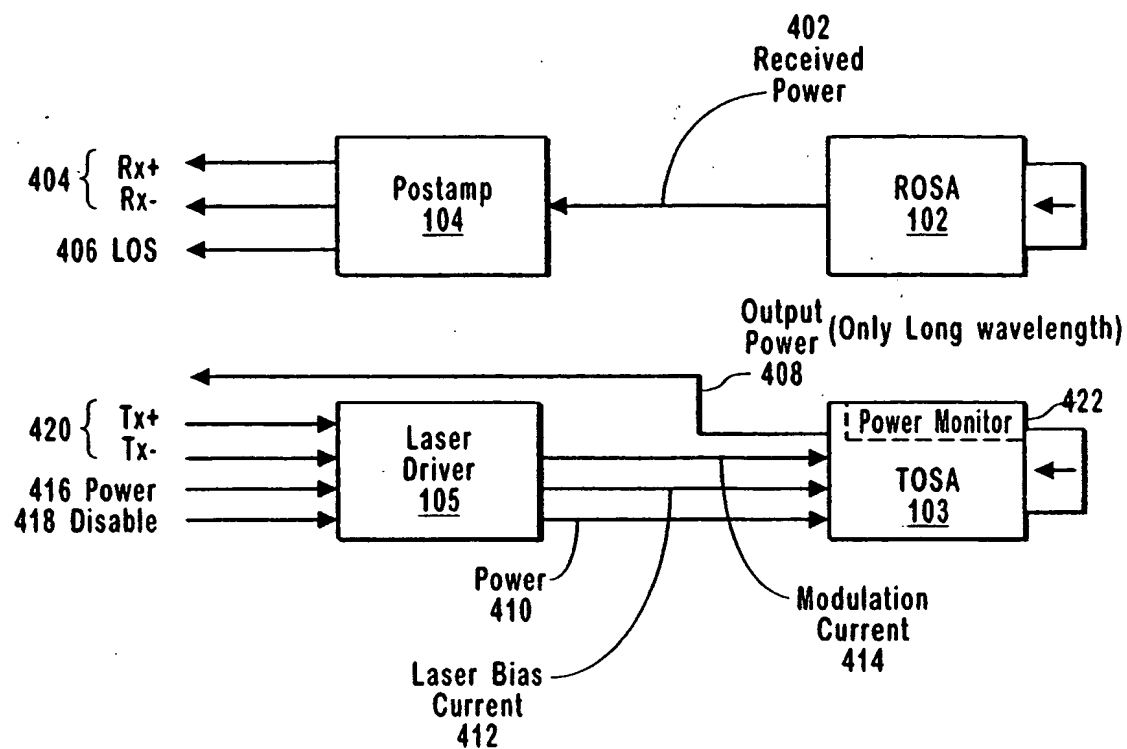 402
Received
Power
404 { Rx+
Rx-
406 LOS
Postamp
104
ROSA
102
Output
Power
408
(Only Long wavelength)
420 { Tx+
Tx-
416 Power
418 Disable
Laser
Driver
105
Power Monitor
422
TOSA
103
Power
410
Modulation
Current
414
Laser Bias
Current
412